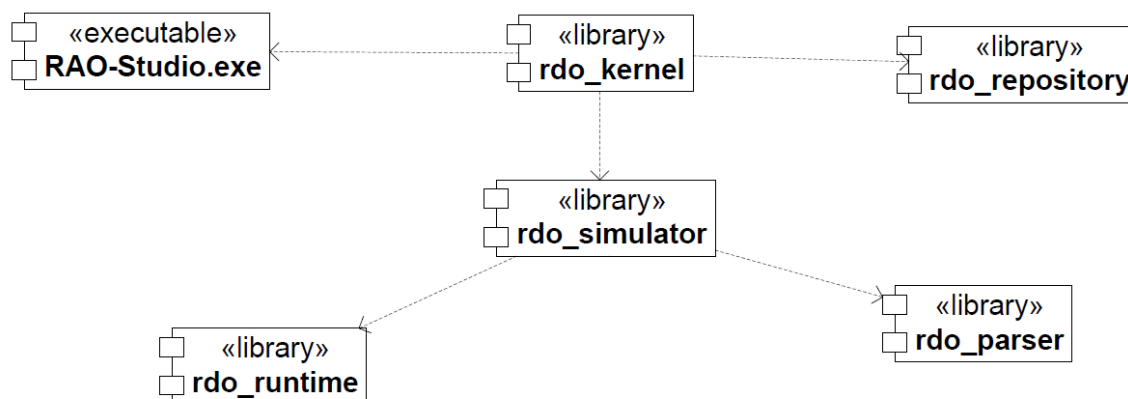 «executable»
RAO-Studio.exe
«library»
rdo_kernel
«library»
rdo_repository
«library»
rdo_simulator
«library»
rdo_parser
«library»
rdo_runtime